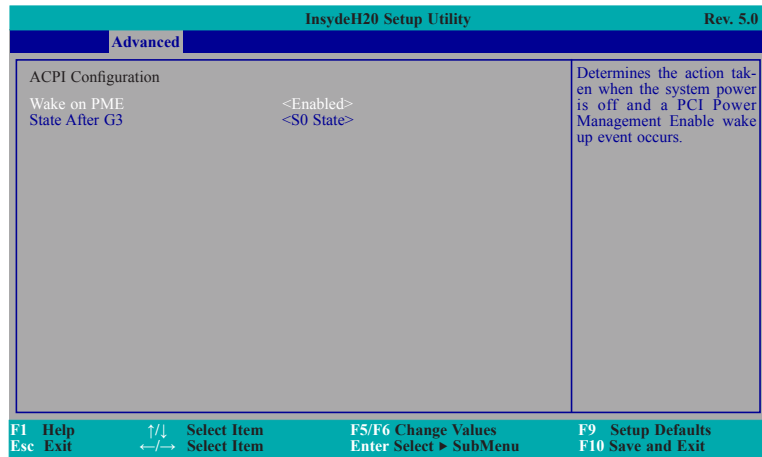 InsydeH20 Setup Utility Rev. 5.0
Advanced
ACPI Configuration
Wake on PME <Enabled>
State After G3 <S0 State>
Determines the action tak-
en when the system power
is off and a PCI Power
Management Enable wake
up event occurs.
F1 Help ↑/↓ Select Item F5/F6 Change Values F9 Setup Defaults
Esc Exit ←/→ Select Item Enter Select ► SubMenu F10 Save and Exit